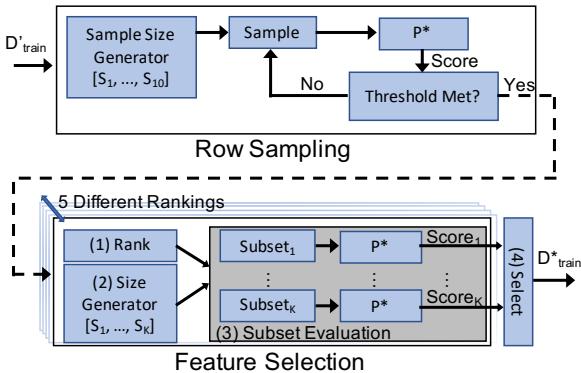 D’train
Sample Size
Generator
[S1, ..., S10]
Sample
P*
Score
No
Threshold Met?
Yes
Row Sampling
5 Different Rankings
(1) Rank
(2) Size
Generator
[S1, ..., SK]
Subset1
P*
Score1
⋮ ⋮ ⋮
SubsetK
P*
ScoreK
(3) Subset Evaluation
(4) Select
D*train
Feature Selection